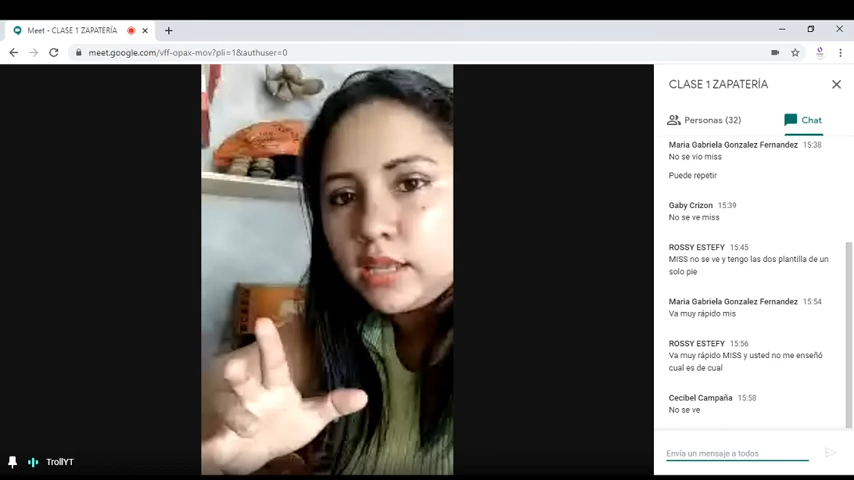 Meet - CLASE 1 ZAPATERÍA
meet.google.com/vff-opax-mov?pli=1&authuser=0
CLASE 1 ZAPATERÍA
Personas (32)
Chat
Maria Gabriela Gonzalez Fernandez 15:38
No se vio miss
Puede repetir
Gaby Crizon 15:39
No se ve miss
ROSSY ESTEFY 15:45
MISS no se ve y tengo las dos plantilla de un
solo pie
Maria Gabriela Gonzalez Fernandez 15:54
Va muy rápido mis
ROSSY ESTEFY 15:56
Va muy rápido MISS y usted no me enseñó
cual es de cual
Cecibel Campaña 15:58
No se ve
Envía un mensaje a todos
TrollYT